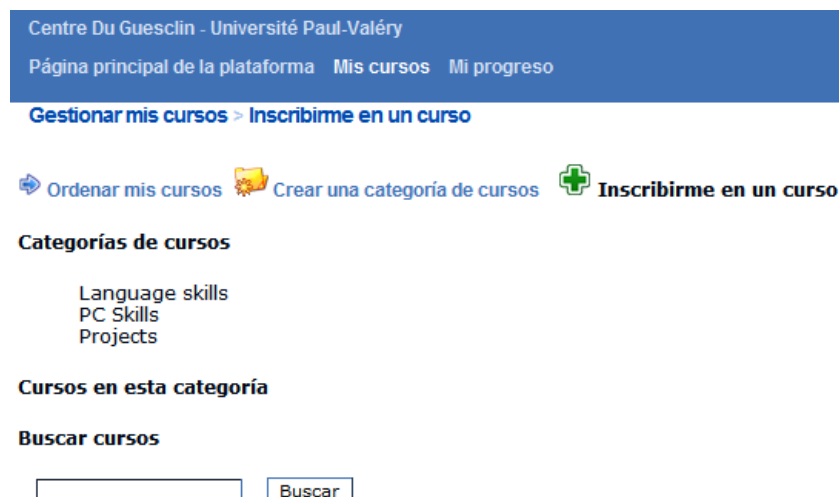 Centre Du Guesclin - Université Paul-Valéry
Página principal de la plataforma Mis cursos Mi progreso
Gestionar mis cursos > Inscribirme en un curso
Ordenar mis cursos Crear una categoría de cursos Inscribirme en un curso
Categorías de cursos
Language skills
PC Skills
Projects
Cursos en esta categoría
Buscar cursos
Buscar